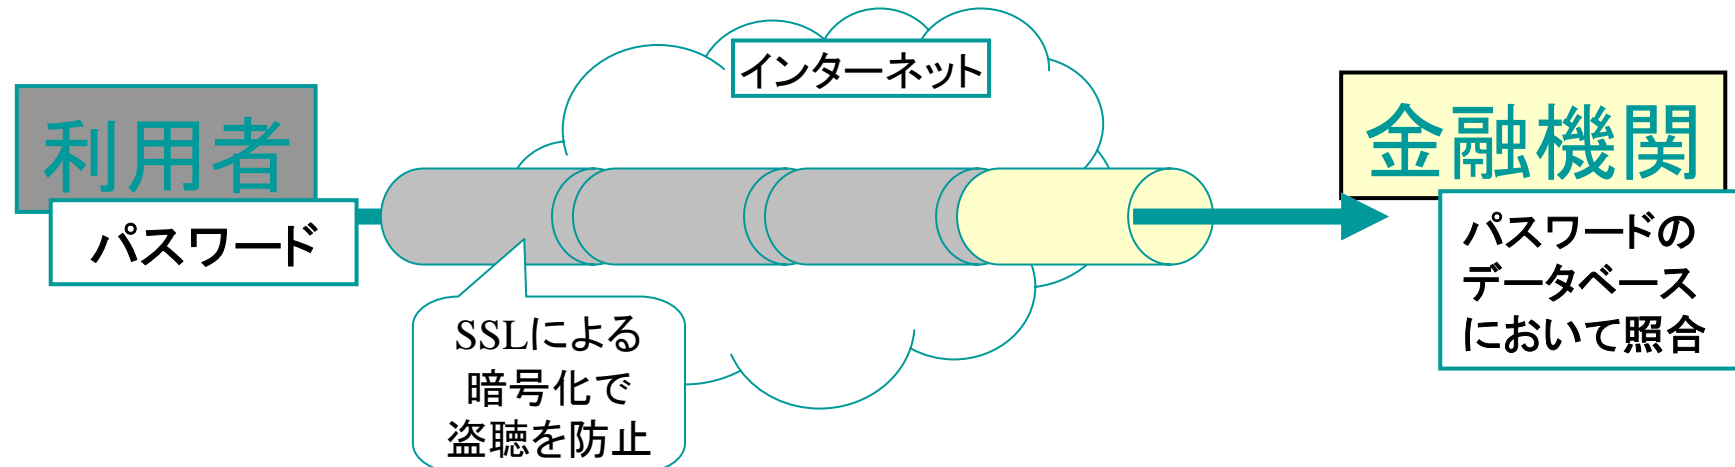 インターネット
利用者
パスワード
金融機関
パスワードの
データベース
において照合
SSLによる
暗号化で
盗聴を防止